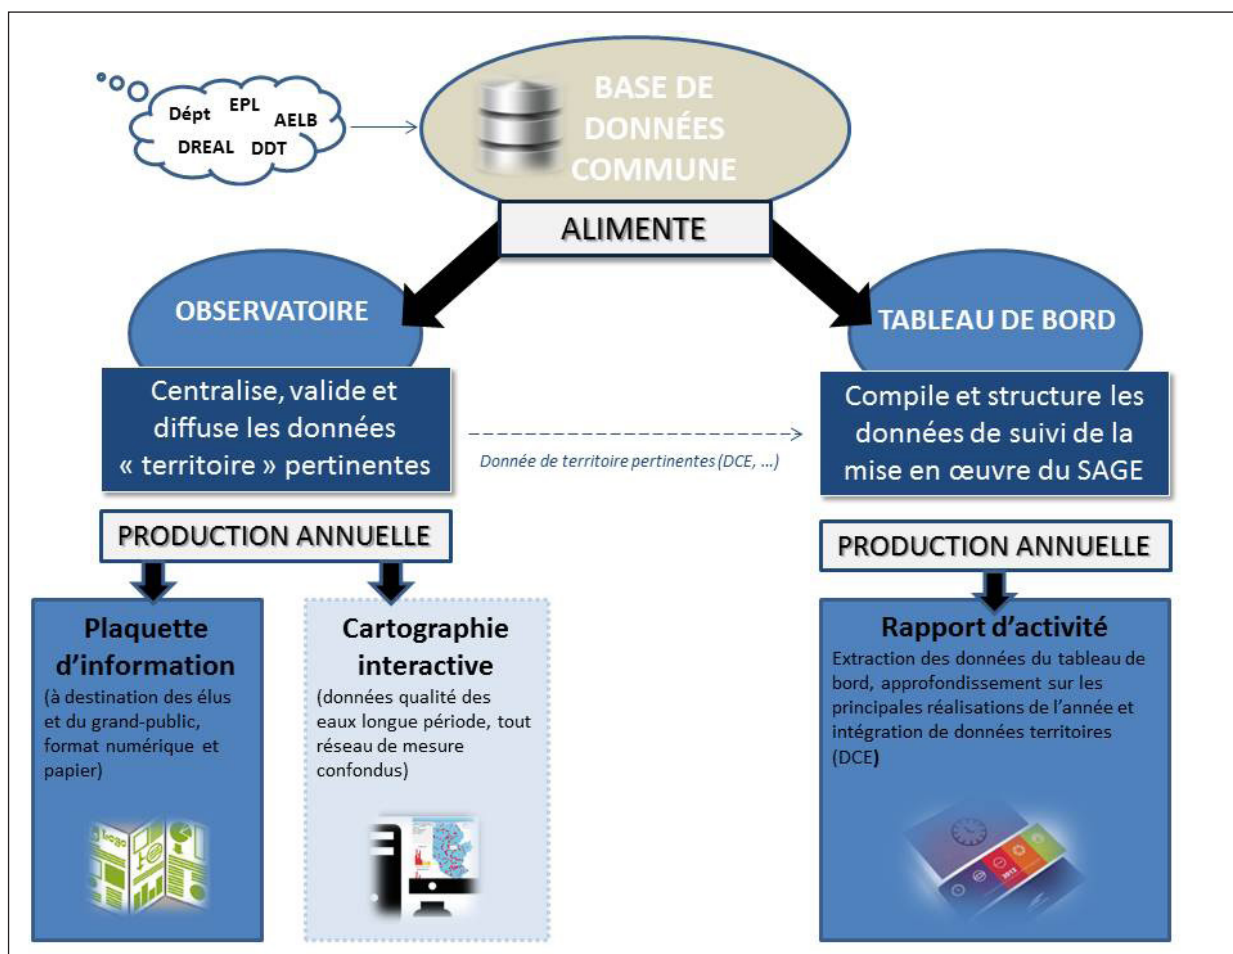 Dépt
EPL
AELB
DREAL
DDT
BASE DE
DONNÉES
COMMUNE
ALIMENTE
OBSERVATOIRE
Centralise, valide et
diffuse les données
« territoire » pertinentes
Donnée de territoire pertinentes (DCE, ...)
TABLEAU DE BORD
Compile et structure les
données de suivi de la
mise en œuvre du SAGE
PRODUCTION ANNUELLE
Plaquette
d'information
(à destination des élus
et du grand-public,
format numérique et
papier)
logo
Cartographie
interactive
(données qualité des
eaux longue période, tout
réseau de mesure
confondus)
PRODUCTION ANNUELLE
Rapport d'activité
Extraction des données du tableau de
bord, approfondissement sur les
principales réalisations de l'année et
intégration de données territoires
(DCE)
2013